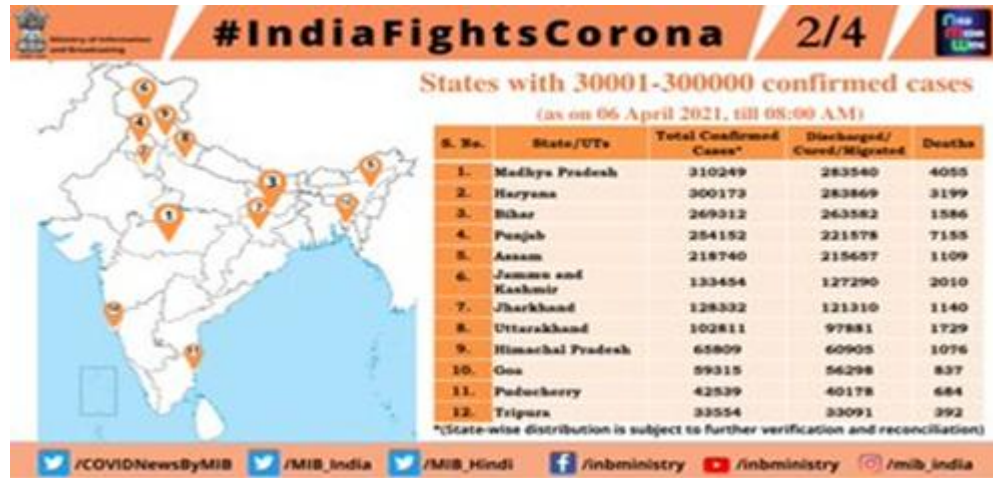 Ministry of Information
and Broadcasting
#IndiaFightsCorona
2/4
States with 30001-300000 confirmed cases
(as on 06 April 2021, till 08:00 AM)
S. No. State/UTs Total Confirmed Cases* Discharged/Cured/Migrated Deaths
1. Madhya Pradesh 310249 283540 4055
2. Haryana 300173 283869 3199
3. Bihar 269312 263582 1586
4. Punjab 254152 221578 7155
5. Assam 218740 215657 1109
6. Jammu and Kashmir 133454 127290 2010
7. Jharkhand 128332 121310 1140
8. Uttarakhand 102811 97881 1729
9. Himachal Pradesh 65809 60905 1076
10. Goa 59315 56298 837
11. Puducherry 42539 40178 684
12. Tripura 33554 33091 392
*(State-wise distribution is subject to further verification and reconciliation)
/COVIDNewsByMIB /MIB_India /MIB_Hindi /inbministry /inbministry /mib_india